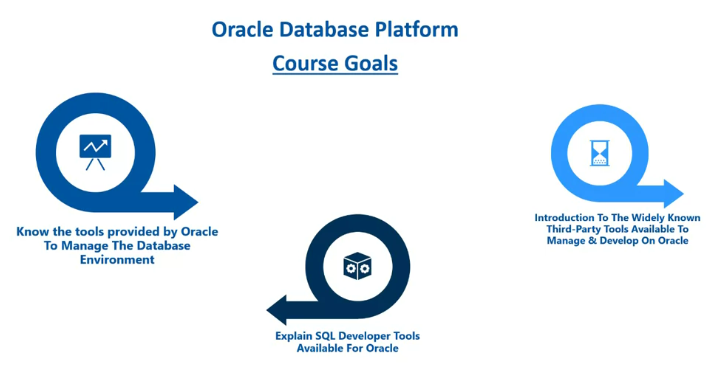 Oracle Database Platform
Course Goals
Know the tools provided by Oracle
To Manage The Database
Environment
Explain SQL Developer Tools
Available For Oracle
Introduction To The Widely Known
Third-Party Tools Available To
Manage & Develop On Oracle